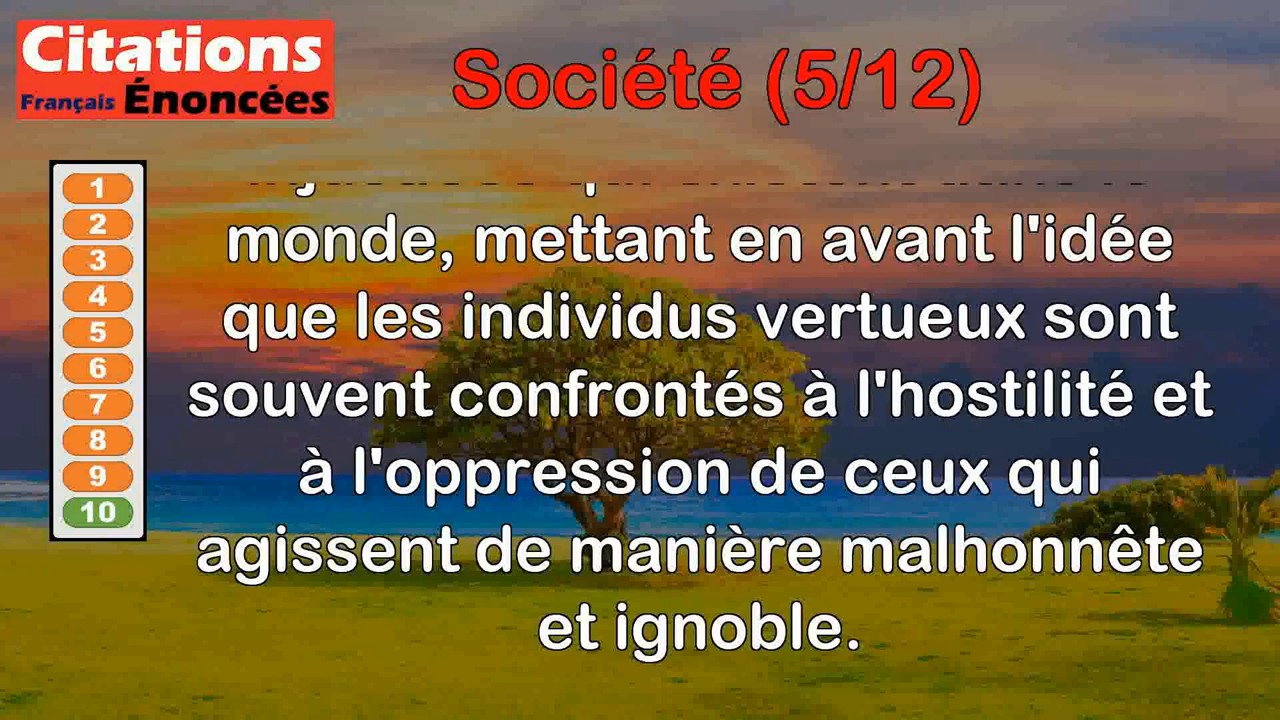 Citations
Français Énoncées
Société (5/12)
1
2
3
4
5
6
7
8
9
10
monde, mettant en avant l'idée
que les individus vertueux sont
souvent confrontés à l'hostilité et
à l'oppression de ceux qui
agissent de manière malhonnête
et ignoble.